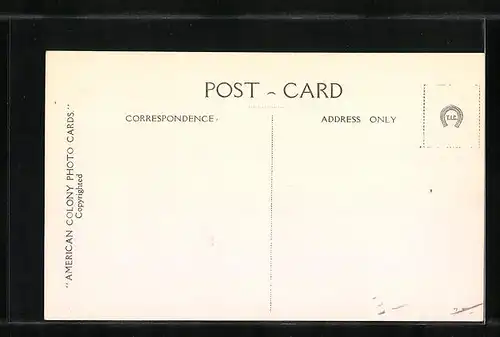 POST - CARD
CORRESPONDENCE.
ADDRESS ONLY
T.I.C.
"AMERICAN COLONY PHOTO CARDS."
Copyrighted